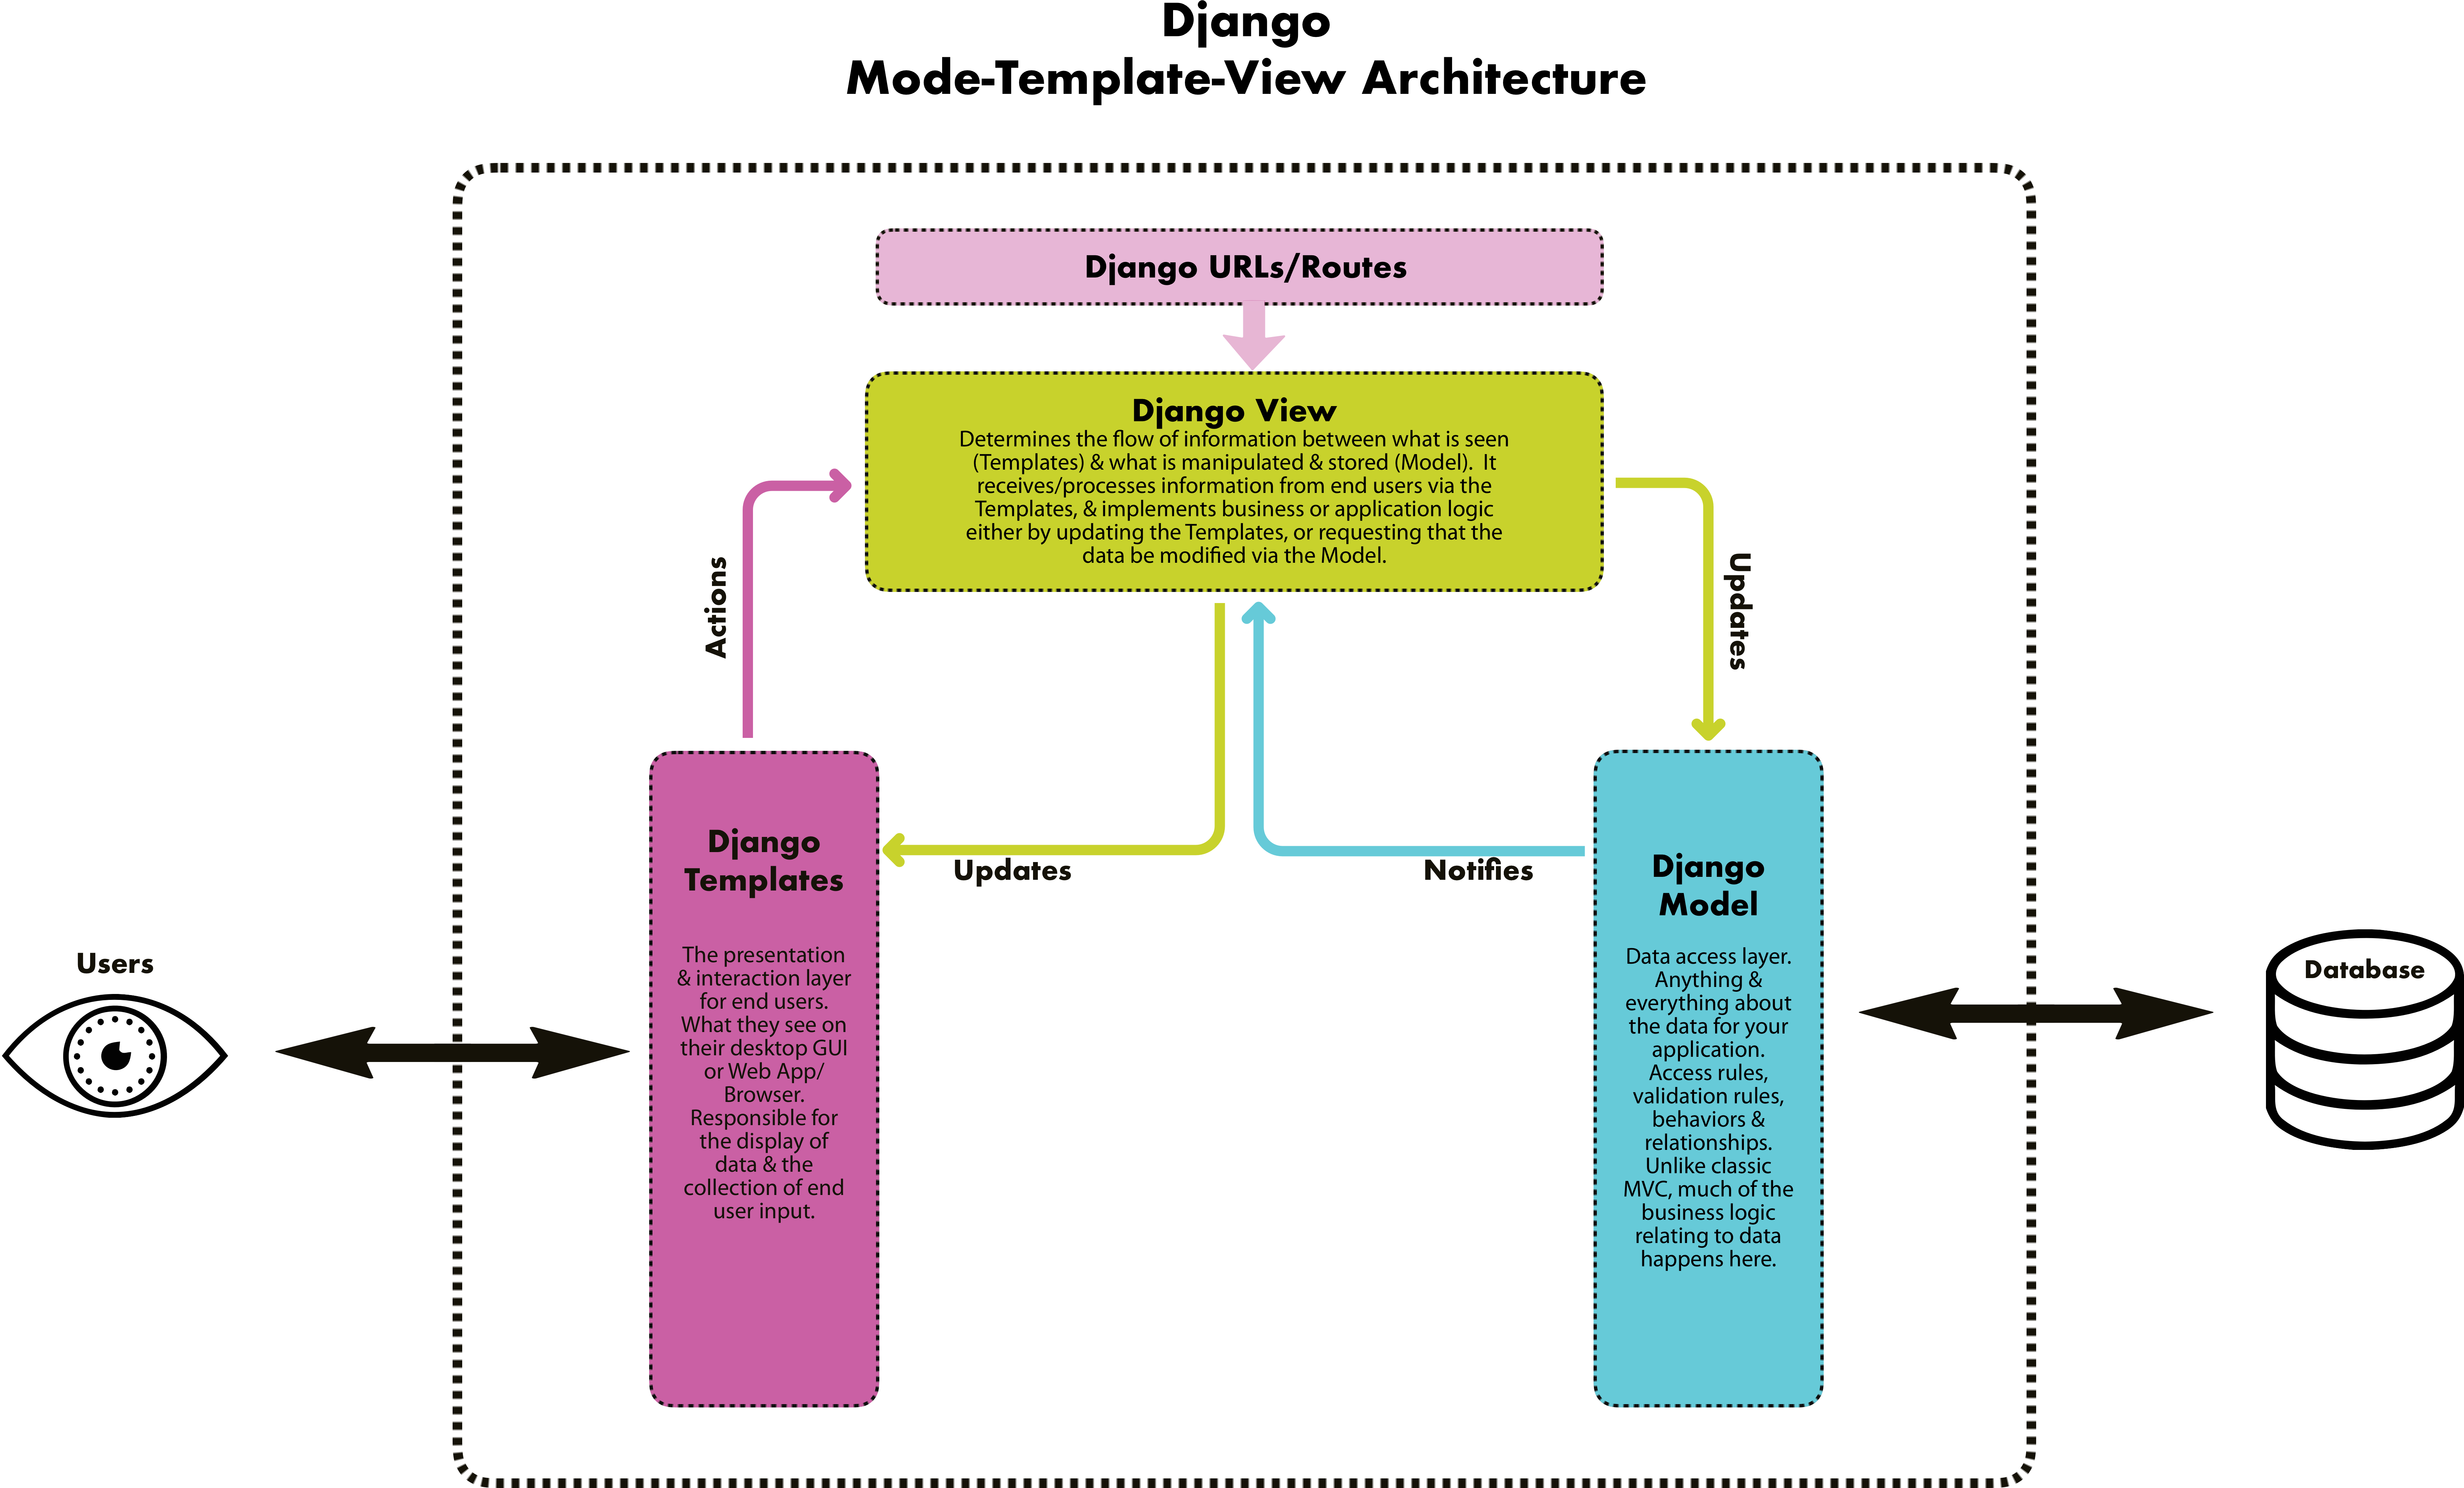 Django
Mode-Template-View Architecture
Django URLs/Routes
Django View
Determines the flow of information between what is seen
(Templates) & what is manipulated & stored (Model).  It
receives/processes information from end users via the
Templates, & implements business or application logic
either by updating the Templates, or requesting that the
data be modified via the Model.
Actions
Updates
Updates
Notifies
Users
Django
Templates
The presentation
& interaction layer
for end users.
What they see on
their desktop GUI
or Web App/
Browser.
Responsible for
the display of
data & the
collection of end
user input.
Django
Model
Data access layer.
Anything &
everything about
the data for your
application.
Access rules,
validation rules,
behaviors &
relationships.
Unlike classic
MVC, much of the
business logic
relating to data
happens here.
Database